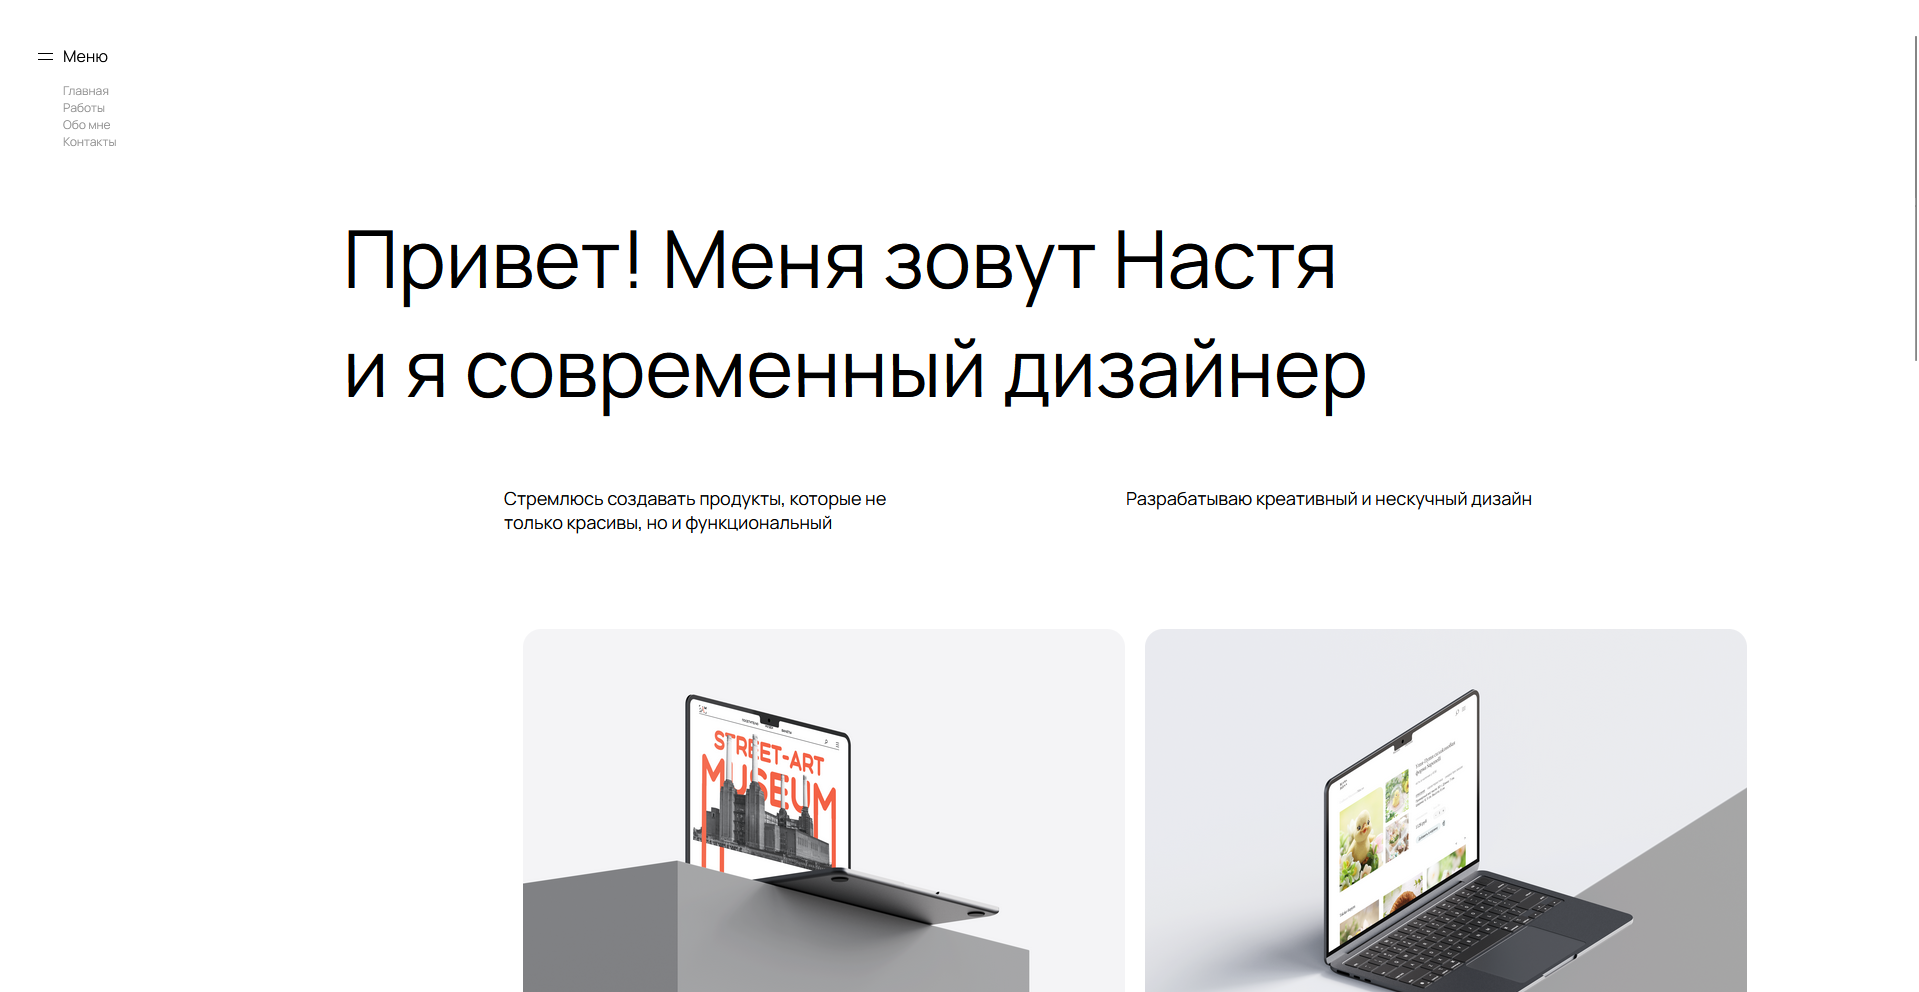 Меню
Главная
Работы
Обо мне
Контакты
Привет! Меня зовут Настя
и я современный дизайнер
Стремлюсь создавать продукты, которые не
только красивы, но и функциональный
Разрабатываю креативный и нескучный дизайн
STREET-ART
MUSEUM